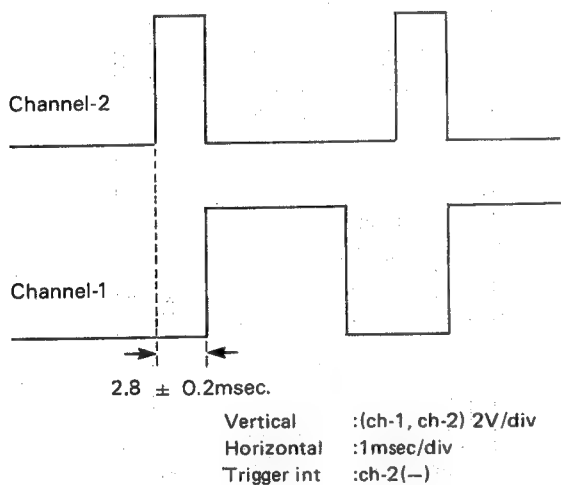 Channel-2
Channel-1
2.8 ± 0.2msec.
Vertical :(ch-1, ch-2) 2V/div
Horizontal :1msec/div
Trigger int :ch-2(−)